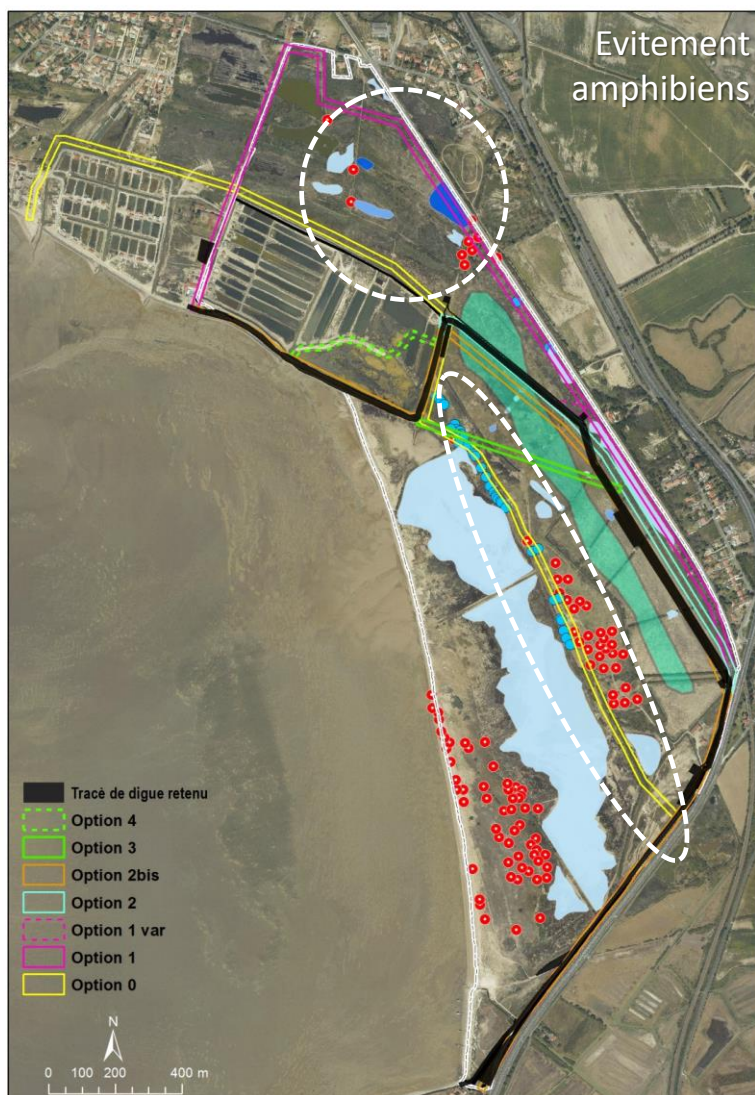 Evitement
amphibiens
Tracé de digue retenu
Option 4
Option 3
Option 2bis
Option 2
Option 1 var
Option 1
Option 0
N
0 100 200 400 m